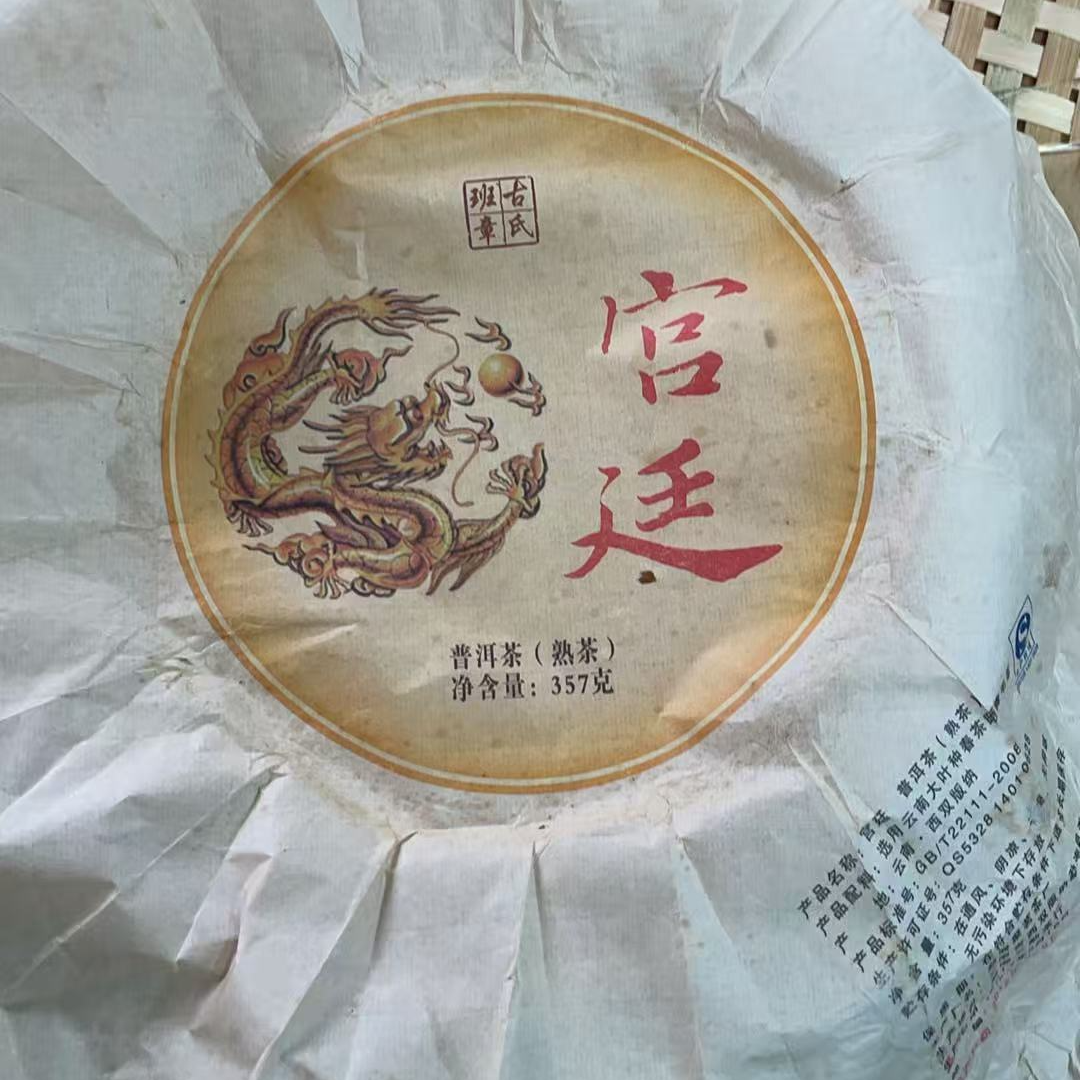 古氏
班章
宫廷
普洱茶(熟茶)
净含量:357克
产品名称:宫廷 普洱茶(熟茶
产品配料:选用云南大叶种春茶
产 地:云南 西双版纳
产品标准号:GB/T22111-2008
生产许可证号:QS5328 1401
净含量:357克
贮存条件:在通风、阴凉、
无污染环境下存放